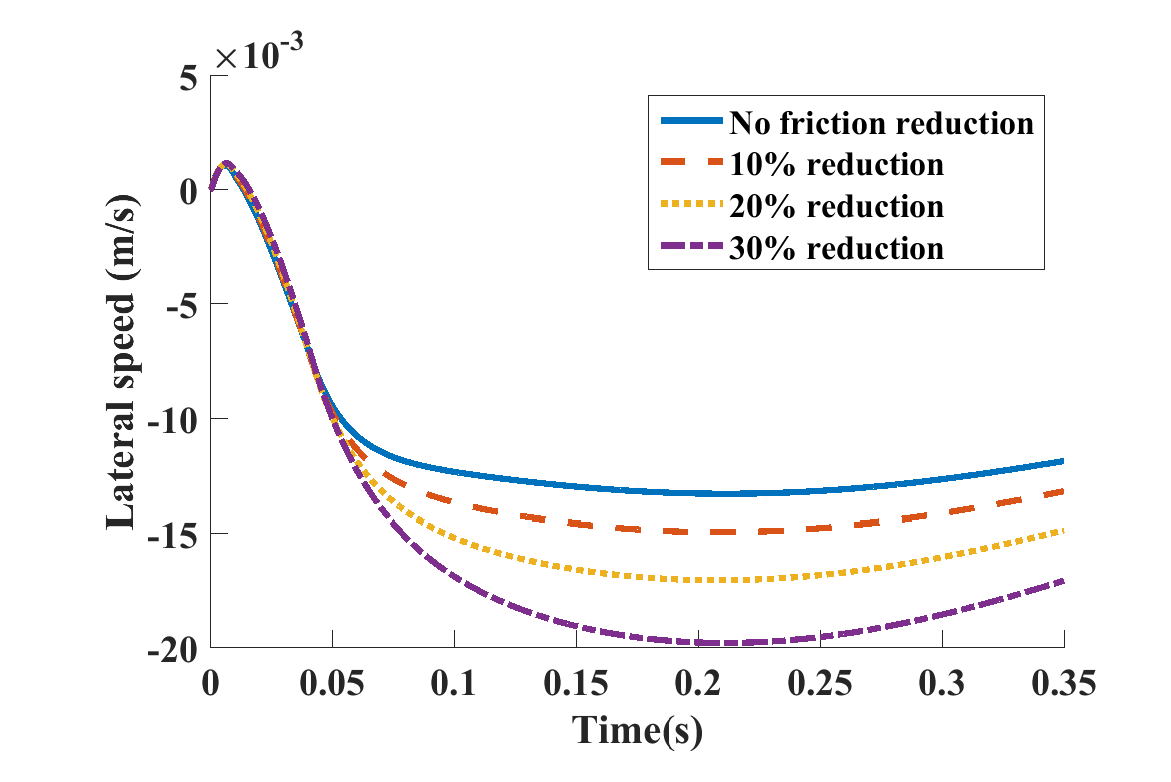 ×10-3
5
0
-5
-10
-15
-20
Lateral speed (m/s)
No friction reduction
10% reduction
20% reduction
30% reduction
0 0.05 0.1 0.15 0.2 0.25 0.3 0.35
Time(s)